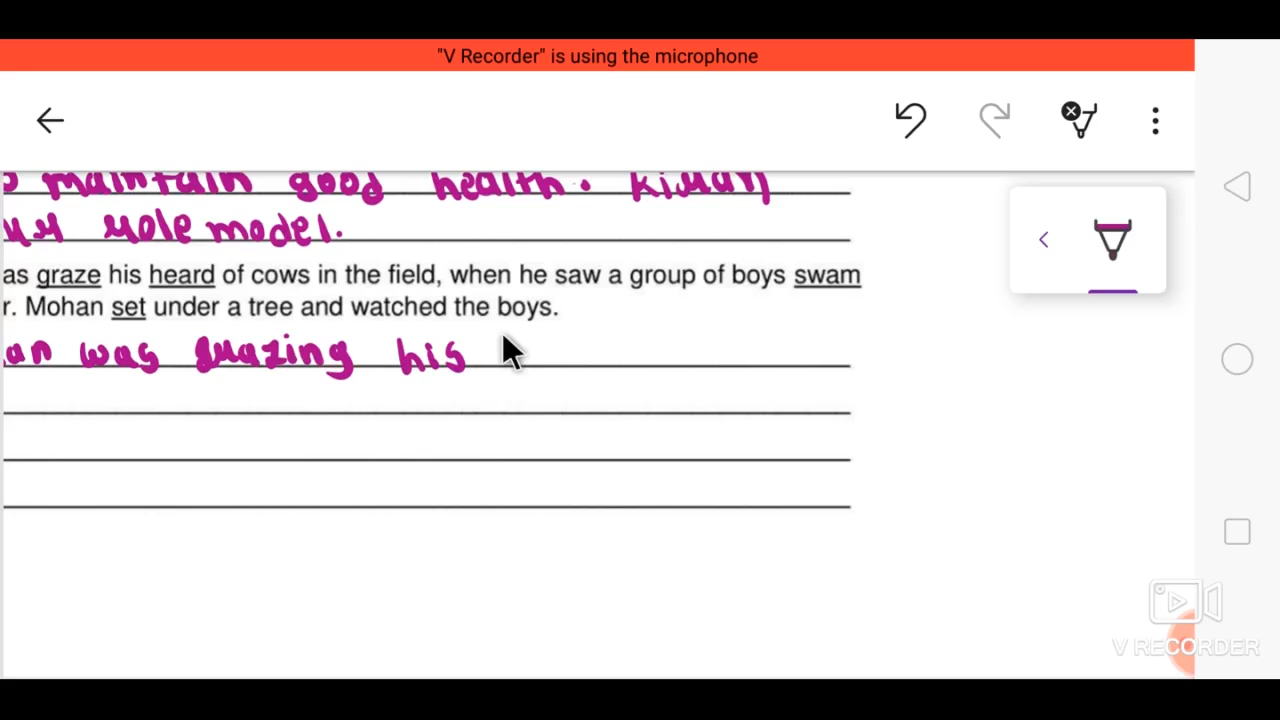 "V Recorder" is using the microphone
maintain good health. Kiran
role model.
as graze his heard of cows in the field, when he saw a group of boys swam
r. Mohan set under a tree and watched the boys.
an was grazing his
V RECORDER